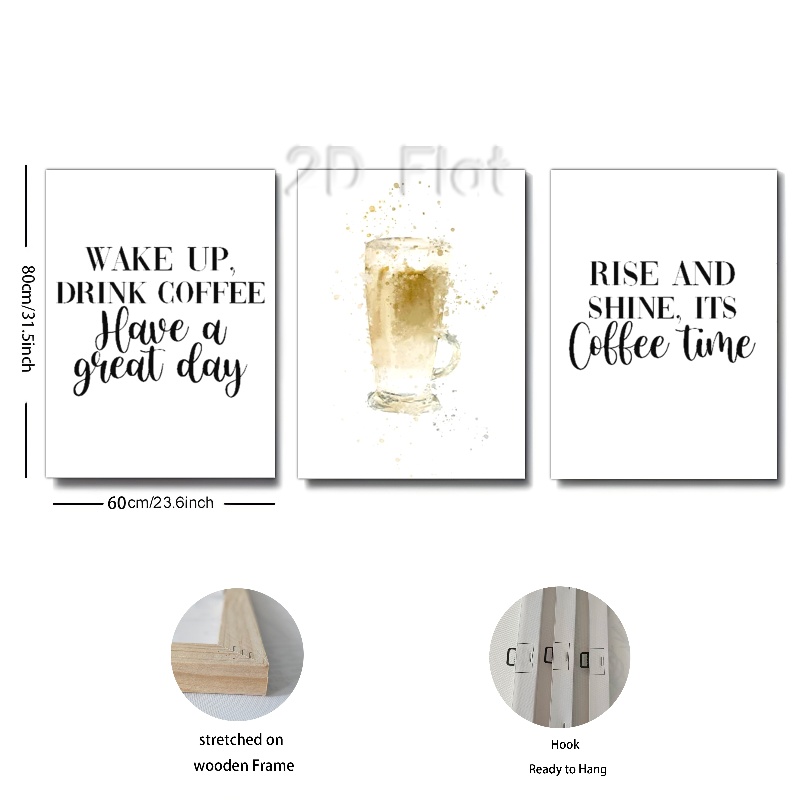 2D Flat
WAKE UP,
DRINK COFFEE
Have a
great day
RISE AND
SHINE, ITS
Coffee time
80cm/31.5inch
60cm/23.6inch
stretched on
wooden Frame
Hook
Ready to Hang